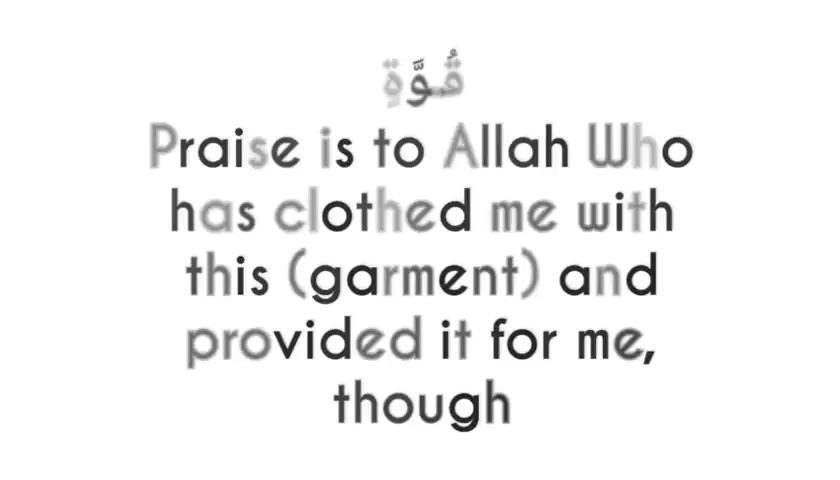 قُوَّةِ
Praise is to Allah Who
has clothed me with
this (garment) and
provided it for me,
though